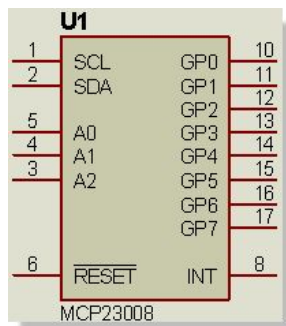 U1
1 SCL GP0 10
2 SDA GP1 11
GP2 12
5 A0 GP3 13
4 A1 GP4 14
3 A2 GP5 15
GP6 16
GP7 17
6 RESET INT 8
MCP23008